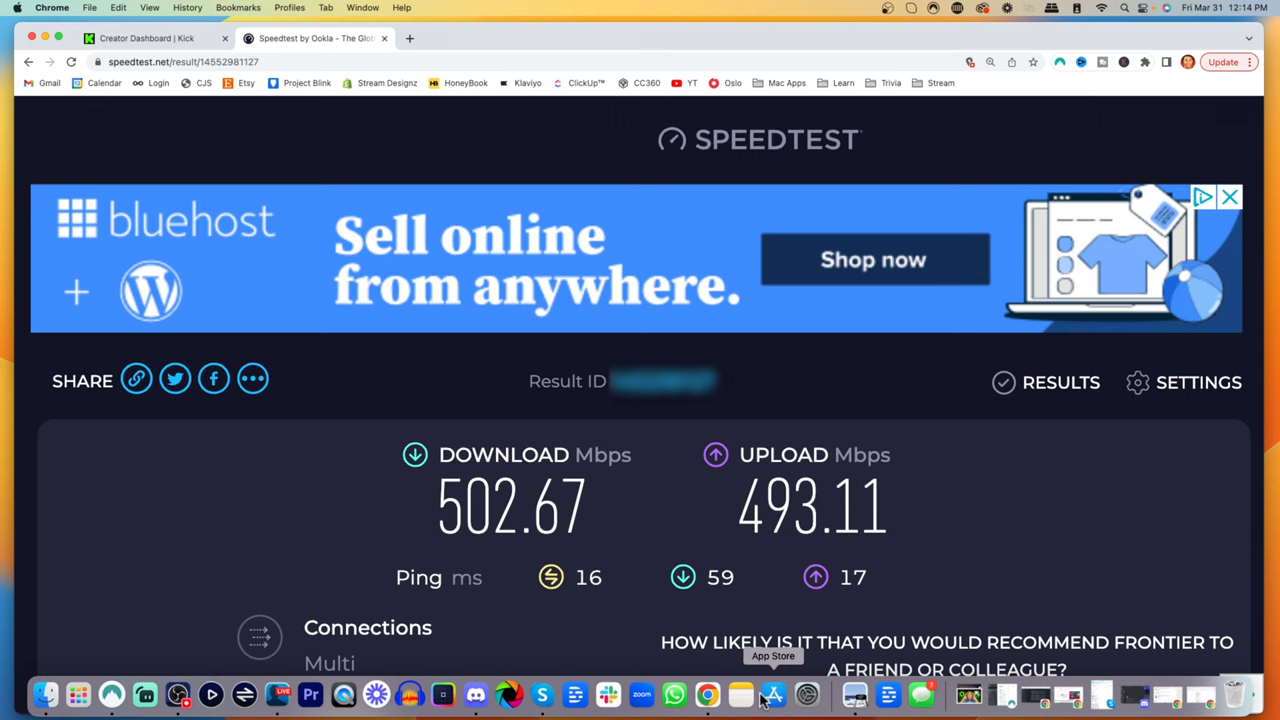 Chrome File Edit View History Bookmarks Profiles Tab Window Help Fri Mar 31 12:14 PM
Creator Dashboard | Kick Speedtest by Ookla - The Glob
speedtest.net/result/14552981127 Update
Gmail Calendar Login CJS Etsy Project Blink Stream Designz HoneyBook Klaviyo ClickUp™ CC360 YT Oslo Mac Apps Learn Trivia Stream
SPEEDTEST
bluehost
Sell online
from anywhere.
Shop now
SHARE Result ID RESULTS SETTINGS
DOWNLOAD Mbps UPLOAD Mbps
502.67 493.11
Ping ms 16 59 17
Connections
Multi
HOW LIKELY IS IT THAT YOU WOULD RECOMMEND FRONTIER TO
A FRIEND OR COLLEAGUE?
App Store
LIVE Pr zoom